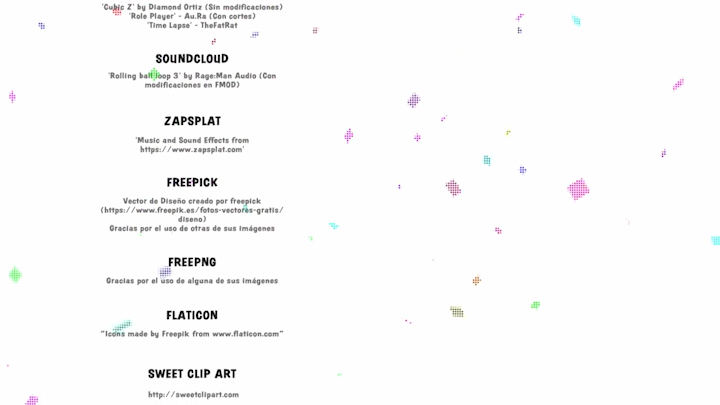 'Cubic Z' by Diamond Ortiz (Sin modificaciones)
'Role Player' - Au.Ra (Con cortes)
'Time Lapse' - TheFatRat
SOUNDCLOUD
'Rolling ball loop 3' by Rage:Man Audio (Con
modificaciones en FMOD)
ZAPSPLAT
'Music and Sound Effects from
https://www.zapsplat.com'
FREEPICK
Vector de Diseño creado por freepick
(https://www.freepik.es/fotos-vectores-gratis/
diseno)
Gracias por el uso de otras de sus imágenes
FREEPNG
Gracias por el uso de alguna de sus imágenes
FLATICON
"Icons made by Freepik from www.flaticon.com"
SWEET CLIP ART
http://sweetclipart.com